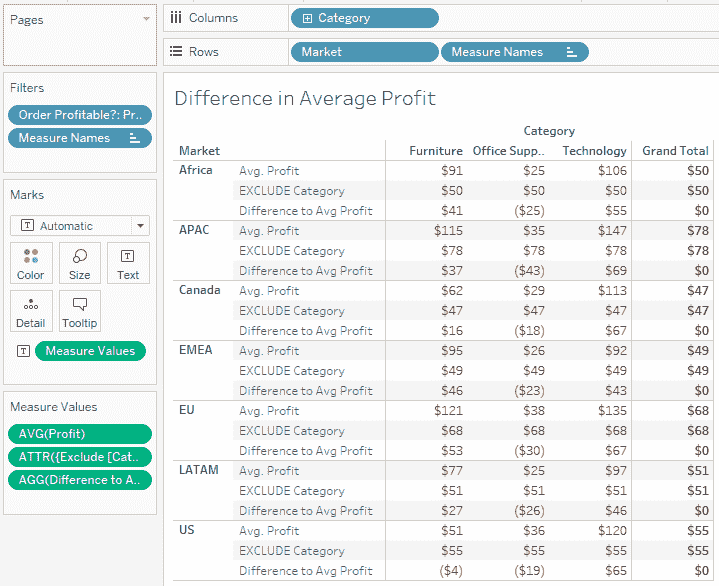 Pages
Columns
Category
Rows
Market
Measure Names
Filters
Order Profitable?: Pr..
Measure Names
Marks
Automatic
Color
Size
Text
Detail
Tooltip
Measure Values
Measure Values
AVG(Profit)
ATTR({Exclude [Cat..
AGG(Difference to A..
Difference in Average Profit
Category
Market Furniture Office Supp.. Technology Grand Total
Africa Avg. Profit $91 $25 $106 $50
EXCLUDE Category $50 $50 $50 $50
Difference to Avg Profit $41 ($25) $55 $0
APAC Avg. Profit $115 $35 $147 $78
EXCLUDE Category $78 $78 $78 $78
Difference to Avg Profit $37 ($43) $69 $0
Canada Avg. Profit $62 $29 $113 $47
EXCLUDE Category $47 $47 $47 $47
Difference to Avg Profit $16 ($18) $67 $0
EMEA Avg. Profit $95 $26 $92 $49
EXCLUDE Category $49 $49 $49 $49
Difference to Avg Profit $46 ($23) $43 $0
EU Avg. Profit $121 $38 $135 $68
EXCLUDE Category $68 $68 $68 $68
Difference to Avg Profit $53 ($30) $67 $0
LATAM Avg. Profit $77 $25 $97 $51
EXCLUDE Category $51 $51 $51 $51
Difference to Avg Profit $27 ($26) $46 $0
US Avg. Profit $51 $36 $120 $55
EXCLUDE Category $55 $55 $55 $55
Difference to Avg Profit ($4) ($19) $65 $0